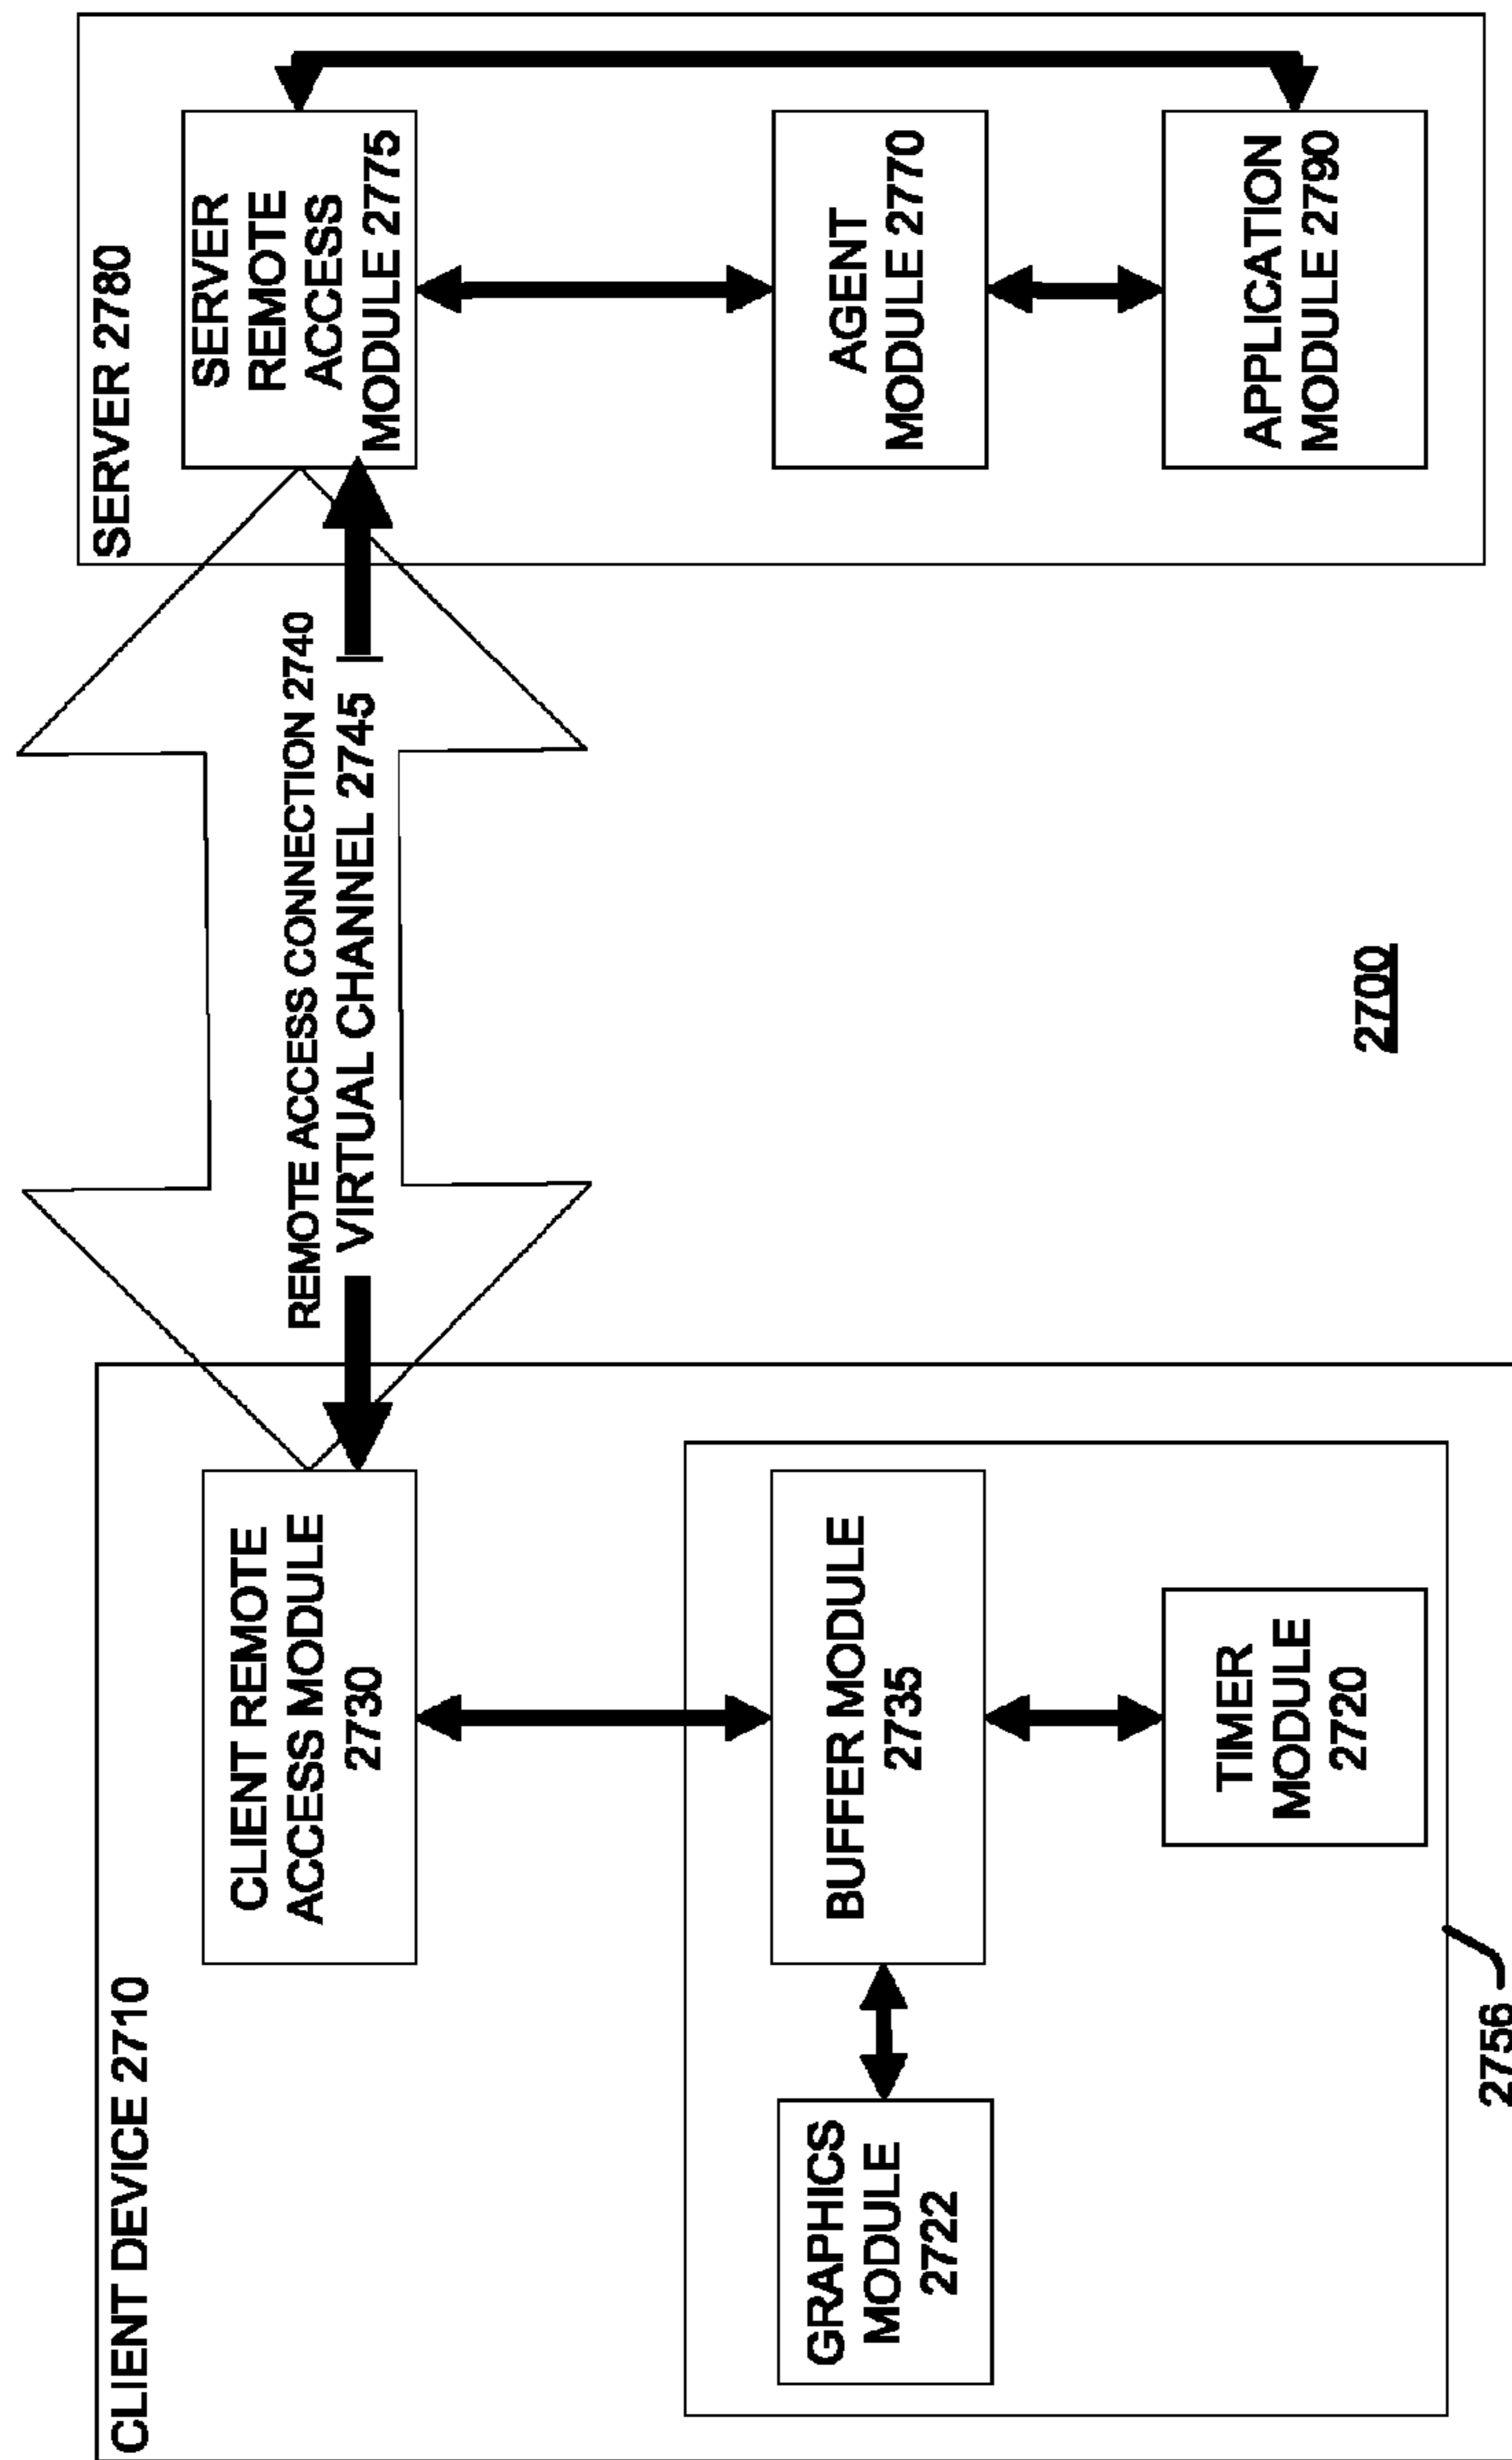 CLIENT DEVICE 2710
CLIENT REMOTE
ACCESS MODULE
2730
GRAPHICS
MODULE
2722
BUFFER MODULE
2735
TIMER
MODULE
2720
2756
REMOTE ACCESS CONNECTION 2740
VIRTUAL CHANNEL 2745
2700
SERVER 2780
SERVER
REMOTE
ACCESS
MODULE 2775
AGENT
MODULE 2770
APPLICATION
MODULE 2790